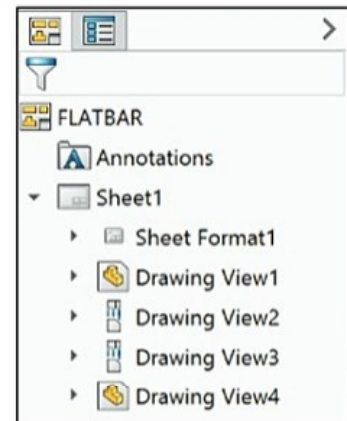 FLATBAR
Annotations
Sheet1
Sheet Format1
Drawing View1
Drawing View2
Drawing View3
Drawing View4